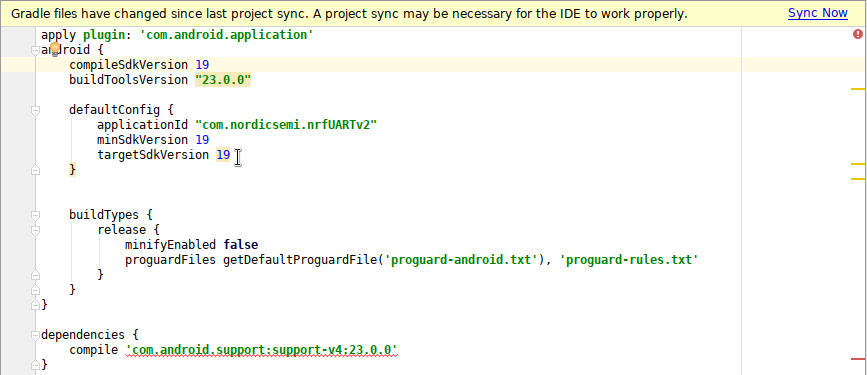 Gradle files have changed since last project sync. A project sync may be necessary for the IDE to work properly. Sync Now
apply plugin: 'com.android.application'
android {
compileSdkVersion 19
buildToolsVersion "23.0.0"
defaultConfig {
applicationId "com.nordicsemi.nrfUARTv2"
minSdkVersion 19
targetSdkVersion 19
}
buildTypes {
release {
minifyEnabled false
proguardFiles getDefaultProguardFile('proguard-android.txt'), 'proguard-rules.txt'
}
}
}
dependencies {
compile 'com.android.support:support-v4:23.0.0'
}